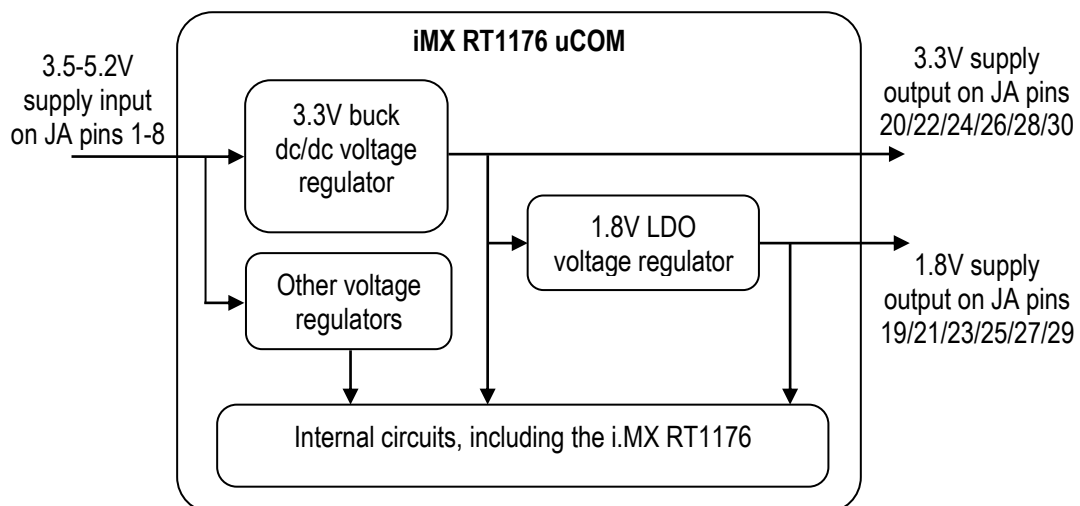 iMX RT1176 uCOM
3.5-5.2V
supply input
on JA pins 1-8
3.3V buck
dc/dc voltage
regulator
3.3V supply
output on JA pins
20/22/24/26/28/30
1.8V LDO
voltage regulator
Other voltage
regulators
1.8V supply
output on JA pins
19/21/23/25/27/29
Internal circuits, including the i.MX RT1176